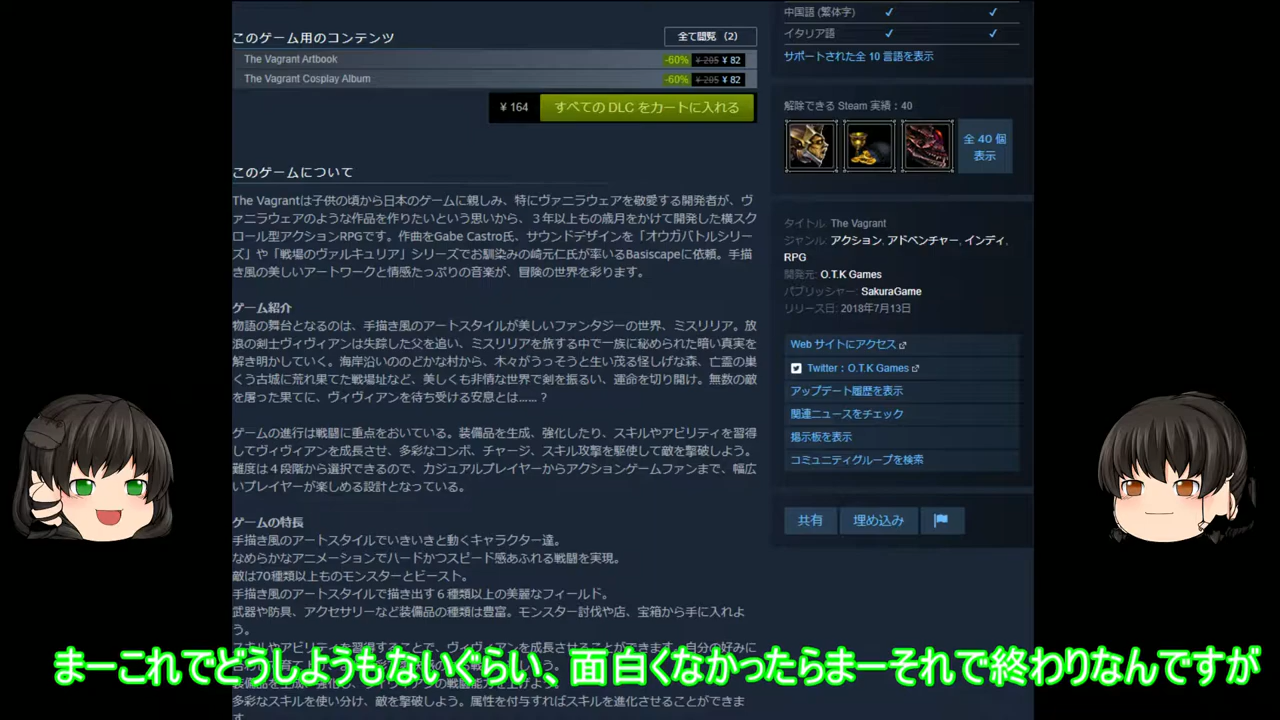 このゲーム用のコンテンツ
全て閲覧 (2)
The Vagrant Artbook
-60% ¥ 205 ¥ 82
The Vagrant Cosplay Album
-60% ¥ 205 ¥ 82
¥ 164
すべての DLC をカートに入れる
このゲームについて
The Vagrantは子供の頃から日本のゲームに親しみ、特にヴァニラウェアを敬愛する開発者が、ヴ
ァニラウェアのような作品を作りたいという思いから、３年以上もの歳月をかけて開発した横スク
ロール型アクションRPGです。作曲をGabe Castro氏、サウンドデザインを「オウガバトルシリー
ズ」や「戦場のヴァルキュリア」シリーズでお馴染みの崎元仁氏が率いるBasiscapeに依頼。手描
き風の美しいアートワークと情感たっぷりの音楽が、冒険の世界を彩ります。
ゲーム紹介
物語の舞台となるのは、手描き風のアートスタイルが美しいファンタジーの世界、ミスリリア。放
浪の剣士ヴィヴィアンは失踪した父を追い、ミスリリアを旅する中で一族に秘められた暗い真実を
解き明かしていく。海岸沿いののどかな村から、木々がうっそうと生い茂る怪しげな森、亡霊の巣
くう古城に荒れ果てた戦場址など、美しくも非情な世界で剣を振るい、運命を切り開け。無数の敵
を屠った果てに、ヴィヴィアンを待ち受ける安息とは……？
ゲームの進行は戦闘に重点をおいている。装備品を生成、強化したり、スキルやアビリティを習得
してヴィヴィアンを成長させ、多彩なコンボ、チャージ、スキル攻撃を駆使して敵を撃破しよう。
難度は４段階から選択できるので、カジュアルプレイヤーからアクションゲームファンまで、幅広
いプレイヤーが楽しめる設計となっている。
ゲームの特長
手描き風のアートスタイルでいきいきと動くキャラクター達。
なめらかなアニメーションでハードかつスピード感あふれる戦闘を実現。
敵は70種類以上ものモンスターとビースト。
手描き風のアートスタイルで描き出す６種類以上の美麗なフィールド。
武器や防具、アクセサリーなど装備品の種類は豊富。モンスター討伐や店、宝箱から手に入れよ
う。
スキルやアビリティを習得することで、ヴィヴィアンを成長させることができます。自分の好みに
多彩なスキルを使い分け、敵を撃破しよう。属性を付与すればスキルを進化させることができま
す。
中国語 (繁体字) ✓ ✓
イタリア語 ✓ ✓
サポートされた全 10 言語を表示
解除できる Steam 実績：40
全 40 個
表示
タイトル: The Vagrant
ジャンル: アクション, アドベンチャー, インディ,
RPG
開発元: O.T.K Games
パブリッシャー: SakuraGame
リリース日: 2018年7月13日
Web サイトにアクセス
Twitter：O.T.K Games
アップデート履歴を表示
関連ニュースをチェック
掲示板を表示
コミュニティグループを検索
共有
埋め込み
まーこれでどうしようもないぐらい、面白くなかったらまーそれで終わりなんですが